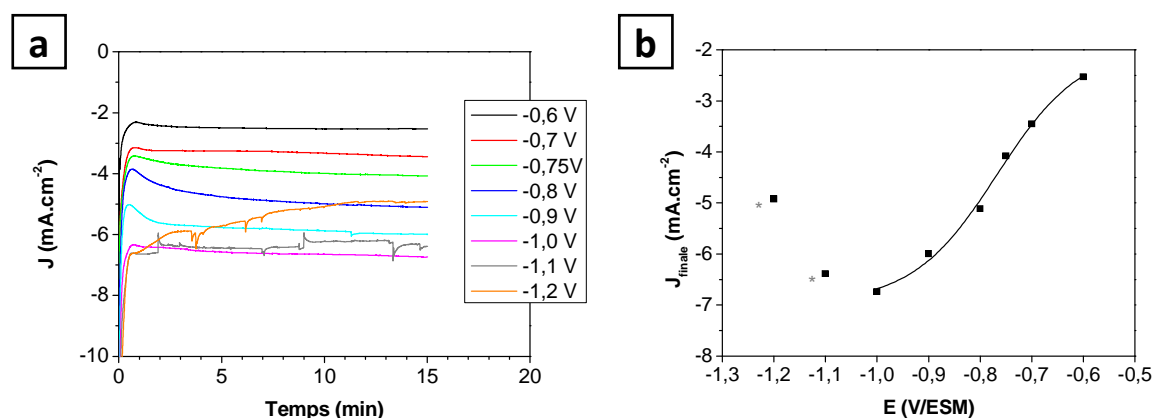 a
0
-2
-4
-6
-8
-10
0
5
10
15
20
J (mA.cm-2)
Temps (min)
-0,6 V
-0,7 V
-0,75V
-0,8 V
-0,9 V
-1,0 V
-1,1 V
-1,2 V
b
-2
-3
-4
-5
-6
-7
-8
-1,3
-1,2
-1,1
-1,0
-0,9
-0,8
-0,7
-0,6
-0,5
Jfinale (mA.cm-2)
E (V/ESM)
*
*